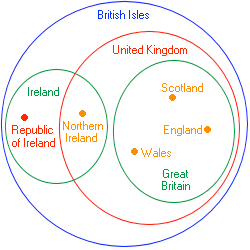 British Isles
United Kingdom
Ireland
Republic
of Ireland
Northern
Ireland
Scotland
England
Wales
Great
Britain